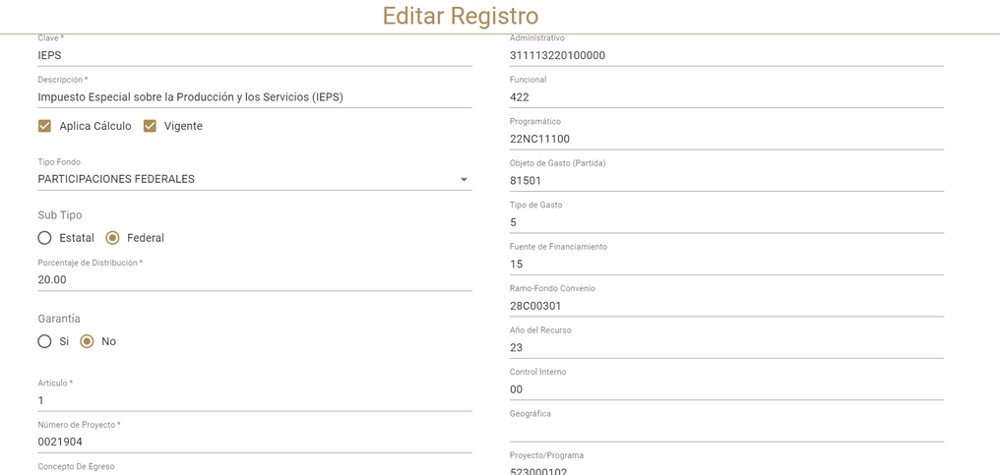 Editar Registro
Clave *
IEPS
Descripción *
Impuesto Especial sobre la Producción y los Servicios (IEPS)
Aplica Cálculo
Vigente
Tipo Fondo
PARTICIPACIONES FEDERALES
Sub Tipo
Estatal
Federal
Porcentaje de Distribución *
20.00
Garantía
Si
No
Artículo *
1
Número de Proyecto *
0021904
Concepto De Egreso
Administrativo
311113220100000
Funcional
422
Programático
22NC11100
Objeto de Gasto (Partida)
81501
Tipo de Gasto
5
Fuente de Financiamiento
15
Ramo-Fondo Convenio
28C00301
Año del Recurso
23
Control Interno
00
Geográfica
Proyecto/Programa
523000102